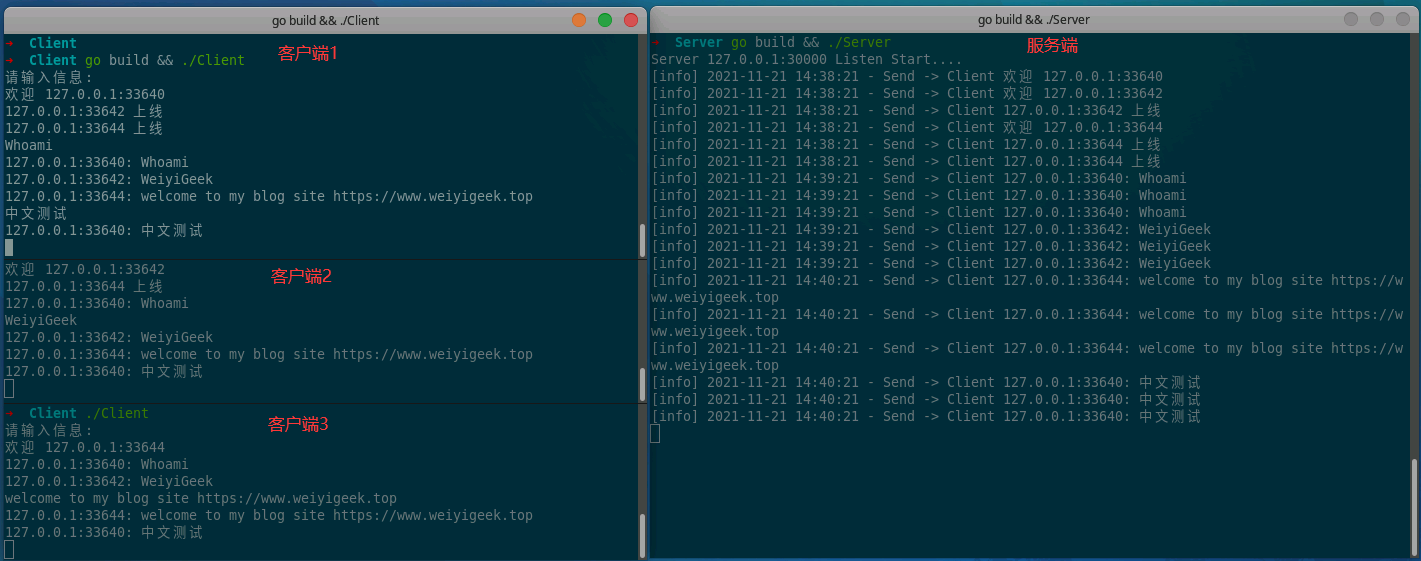 go build && ./Client
➜ Client
➜ Client go build && ./Client
客户端1
请输入信息:
欢迎 127.0.0.1:33640
127.0.0.1:33642 上线
127.0.0.1:33644 上线
Whoami
127.0.0.1:33640: Whoami
127.0.0.1:33642: WeiyiGeek
127.0.0.1:33644: welcome to my blog site https://www.weiyigeek.top
中文测试
127.0.0.1:33640: 中文测试
欢迎 127.0.0.1:33642
客户端2
127.0.0.1:33644 上线
127.0.0.1:33640: Whoami
WeiyiGeek
127.0.0.1:33642: WeiyiGeek
127.0.0.1:33644: welcome to my blog site https://www.weiyigeek.top
127.0.0.1:33640: 中文测试
➜ Client ./Client
客户端3
请输入信息:
欢迎 127.0.0.1:33644
127.0.0.1:33640: Whoami
127.0.0.1:33642: WeiyiGeek
welcome to my blog site https://www.weiyigeek.top
127.0.0.1:33644: welcome to my blog site https://www.weiyigeek.top
127.0.0.1:33640: 中文测试
go build && ./Server
➜ Server go build && ./Server
服务端
Server 127.0.0.1:30000 Listen Start....
[info] 2021-11-21 14:38:21 - Send -> Client 欢迎 127.0.0.1:33640
[info] 2021-11-21 14:38:21 - Send -> Client 欢迎 127.0.0.1:33642
[info] 2021-11-21 14:38:21 - Send -> Client 127.0.0.1:33642 上线
[info] 2021-11-21 14:38:21 - Send -> Client 欢迎 127.0.0.1:33644
[info] 2021-11-21 14:38:21 - Send -> Client 127.0.0.1:33644 上线
[info] 2021-11-21 14:38:21 - Send -> Client 127.0.0.1:33644 上线
[info] 2021-11-21 14:39:21 - Send -> Client 127.0.0.1:33640: Whoami
[info] 2021-11-21 14:39:21 - Send -> Client 127.0.0.1:33640: Whoami
[info] 2021-11-21 14:39:21 - Send -> Client 127.0.0.1:33640: Whoami
[info] 2021-11-21 14:39:21 - Send -> Client 127.0.0.1:33642: WeiyiGeek
[info] 2021-11-21 14:39:21 - Send -> Client 127.0.0.1:33642: WeiyiGeek
[info] 2021-11-21 14:39:21 - Send -> Client 127.0.0.1:33642: WeiyiGeek
[info] 2021-11-21 14:40:21 - Send -> Client 127.0.0.1:33644: welcome to my blog site https://w
ww.weiyigeek.top
[info] 2021-11-21 14:40:21 - Send -> Client 127.0.0.1:33644: welcome to my blog site https://w
ww.weiyigeek.top
[info] 2021-11-21 14:40:21 - Send -> Client 127.0.0.1:33644: welcome to my blog site https://w
ww.weiyigeek.top
[info] 2021-11-21 14:40:21 - Send -> Client 127.0.0.1:33640: 中文测试
[info] 2021-11-21 14:40:21 - Send -> Client 127.0.0.1:33640: 中文测试
[info] 2021-11-21 14:40:21 - Send -> Client 127.0.0.1:33640: 中文测试